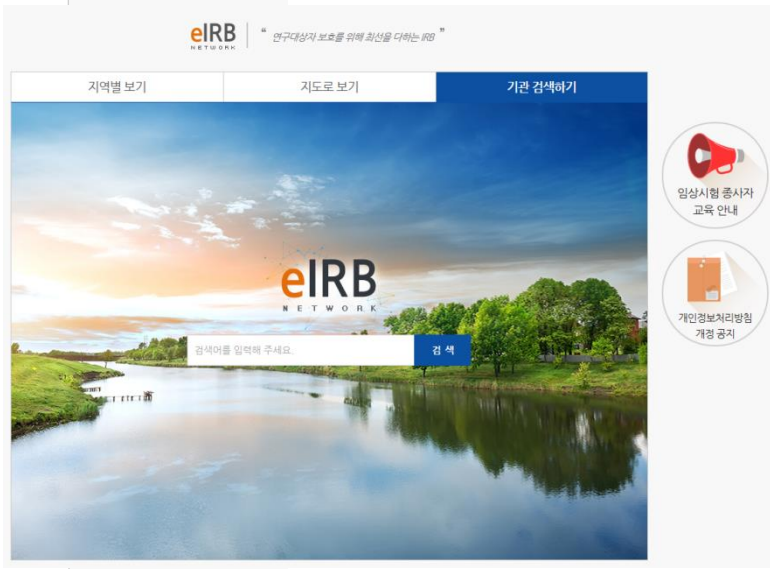 eIRB
NETWORK
“ 연구대상자 보호를 위해 최선을 다하는 IRB ”
지역별 보기
지도로 보기
기관 검색하기
eIRB
NETWORK
검색어를 입력해 주세요.
검 색
임상시험 종사자
교육 안내
개인정보처리방침
개정 공지